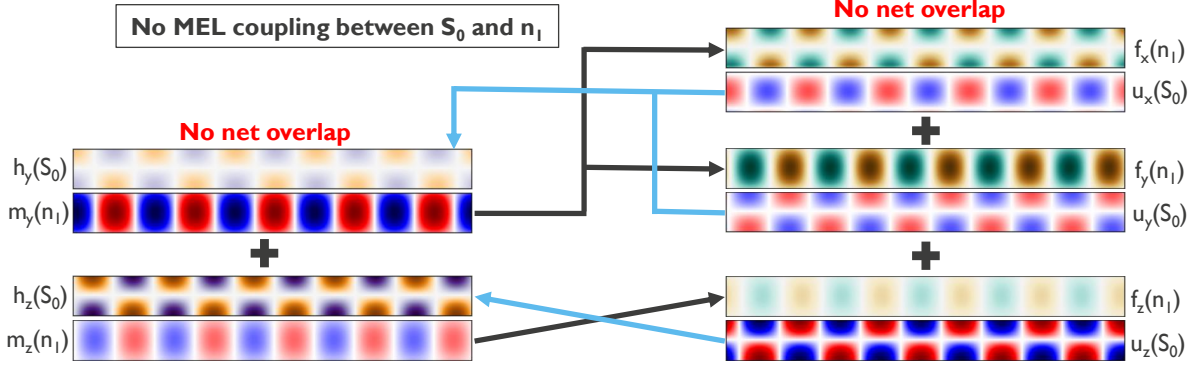 No MEL coupling between S₀ and n₁
No net overlap
fₓ(n₁)
uₓ(S₀)
+
No net overlap
h_y(S₀)
m_y(n₁)
+
f_y(n₁)
u_y(S₀)
+
h_z(S₀)
m_z(n₁)
f_z(n₁)
u_z(S₀)